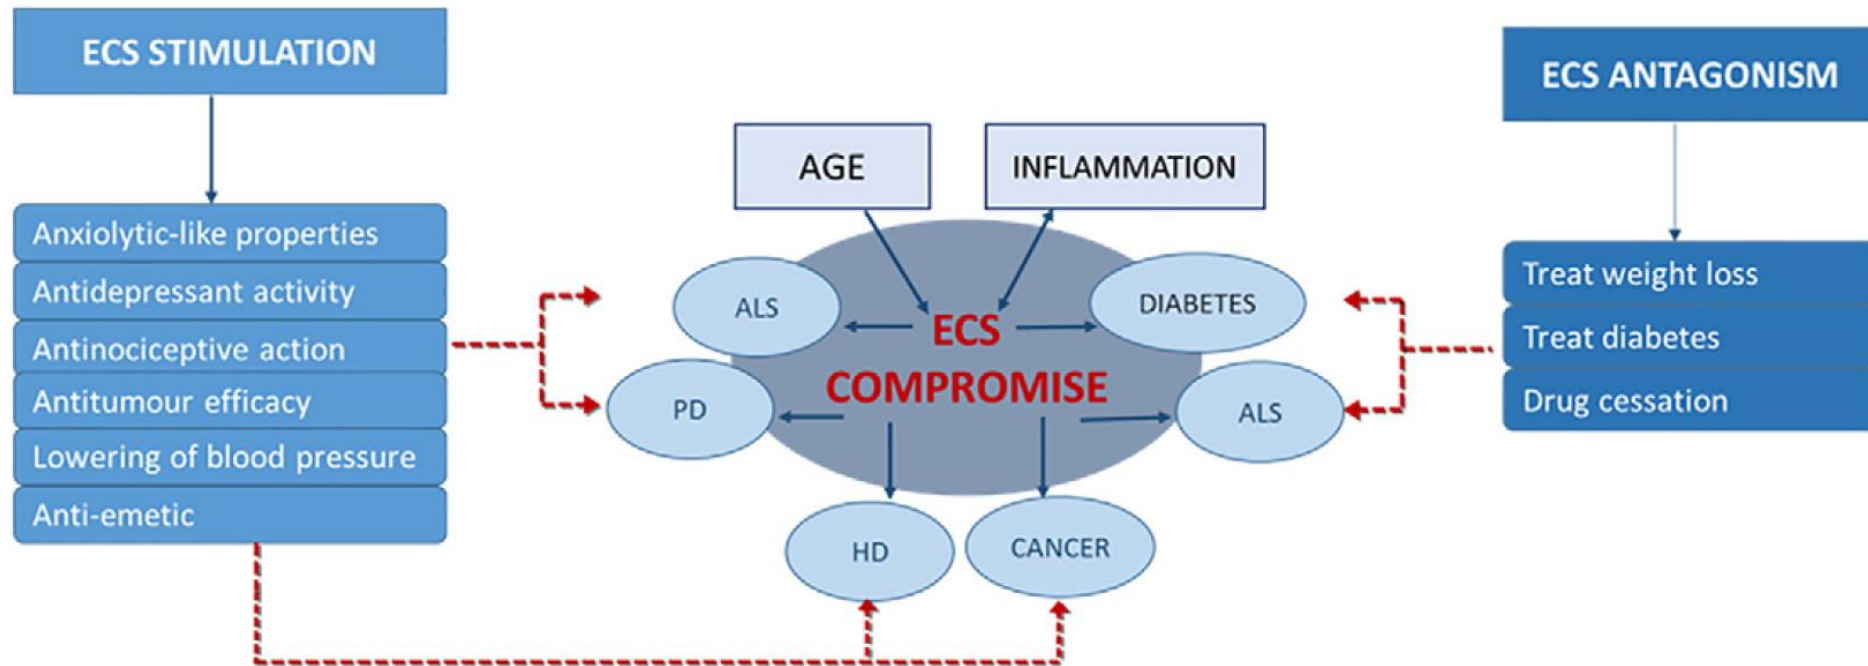 ECS STIMULATION
Anxiolytic-like properties
Antidepressant activity
Antinociceptive action
Antitumour efficacy
Lowering of blood pressure
Anti-emetic
AGE
INFLAMMATION
ALS
ECS
COMPROMISE
DIABETES
PD
ALS
HD
CANCER
ECS ANTAGONISM
Treat weight loss
Treat diabetes
Drug cessation